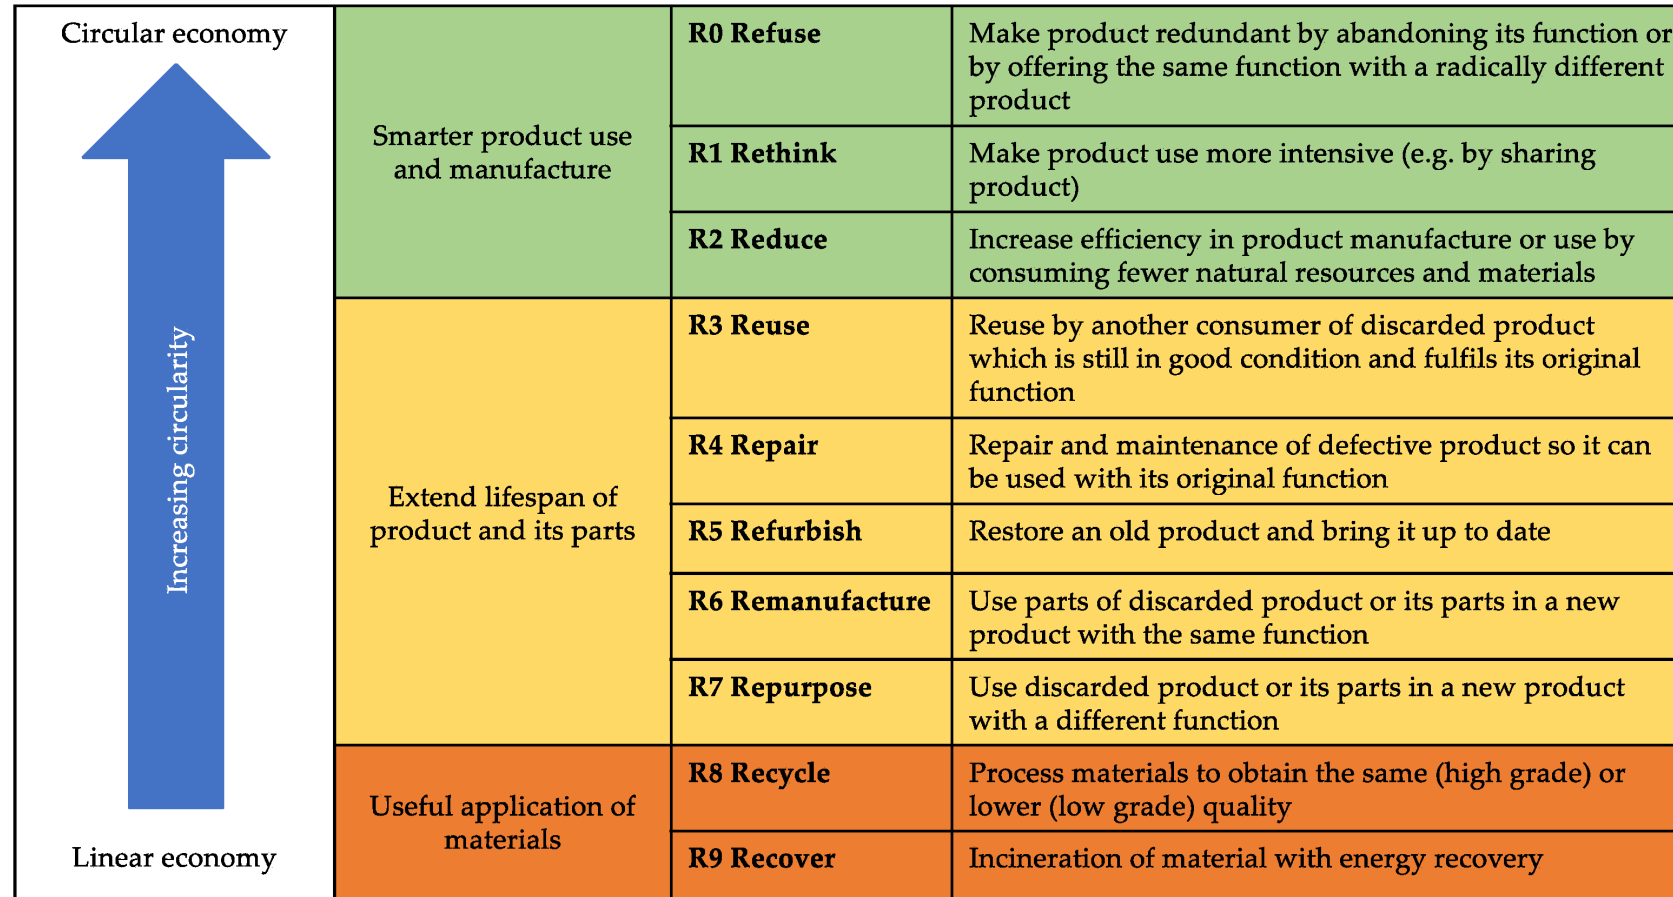 Circular economy
Increasing circularity
Linear economy
Smarter product use
and manufacture
R0 Refuse
Make product redundant by abandoning its function or
by offering the same function with a radically different
product
R1 Rethink
Make product use more intensive (e.g. by sharing
product)
R2 Reduce
Increase efficiency in product manufacture or use by
consuming fewer natural resources and materials
Extend lifespan of
product and its parts
R3 Reuse
Reuse by another consumer of discarded product
which is still in good condition and fulfils its original
function
R4 Repair
Repair and maintenance of defective product so it can
be used with its original function
R5 Refurbish
Restore an old product and bring it up to date
R6 Remanufacture
Use parts of discarded product or its parts in a new
product with the same function
R7 Repurpose
Use discarded product or its parts in a new product
with a different function
Useful application of
materials
R8 Recycle
Process materials to obtain the same (high grade) or
lower (low grade) quality
R9 Recover
Incineration of material with energy recovery